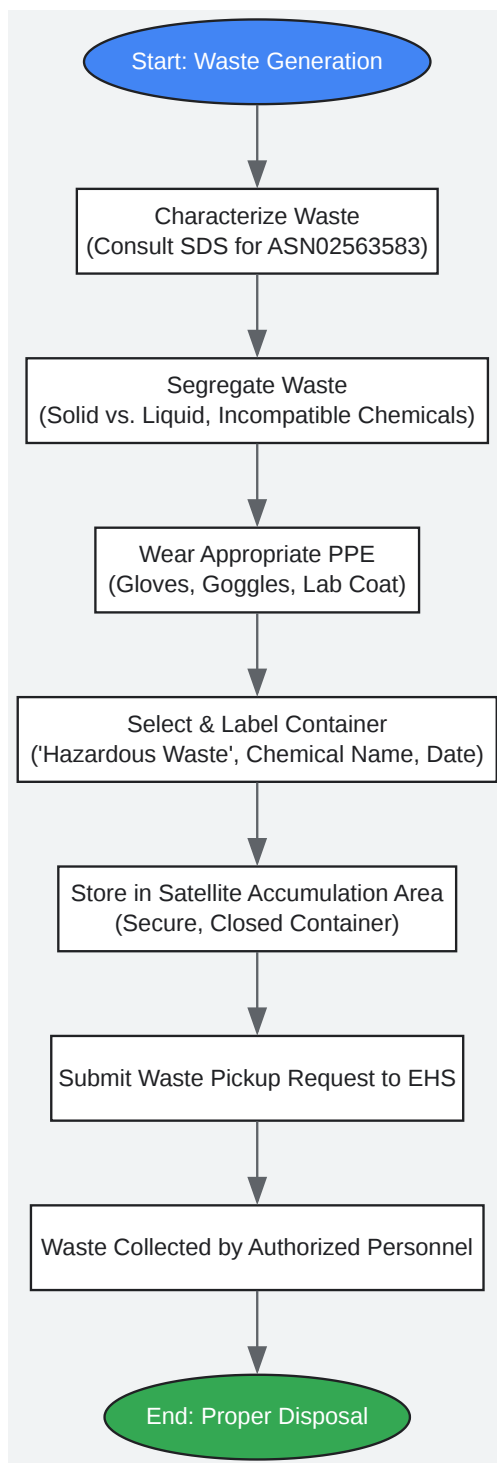 Start: Waste Generation
Characterize Waste
(Consult SDS for ASN02563583)
Segregate Waste
(Solid vs. Liquid, Incompatible Chemicals)
Wear Appropriate PPE
(Gloves, Goggles, Lab Coat)
Select & Label Container
('Hazardous Waste', Chemical Name, Date)
Store in Satellite Accumulation Area
(Secure, Closed Container)
Submit Waste Pickup Request to EHS
Waste Collected by Authorized Personnel
End: Proper Disposal